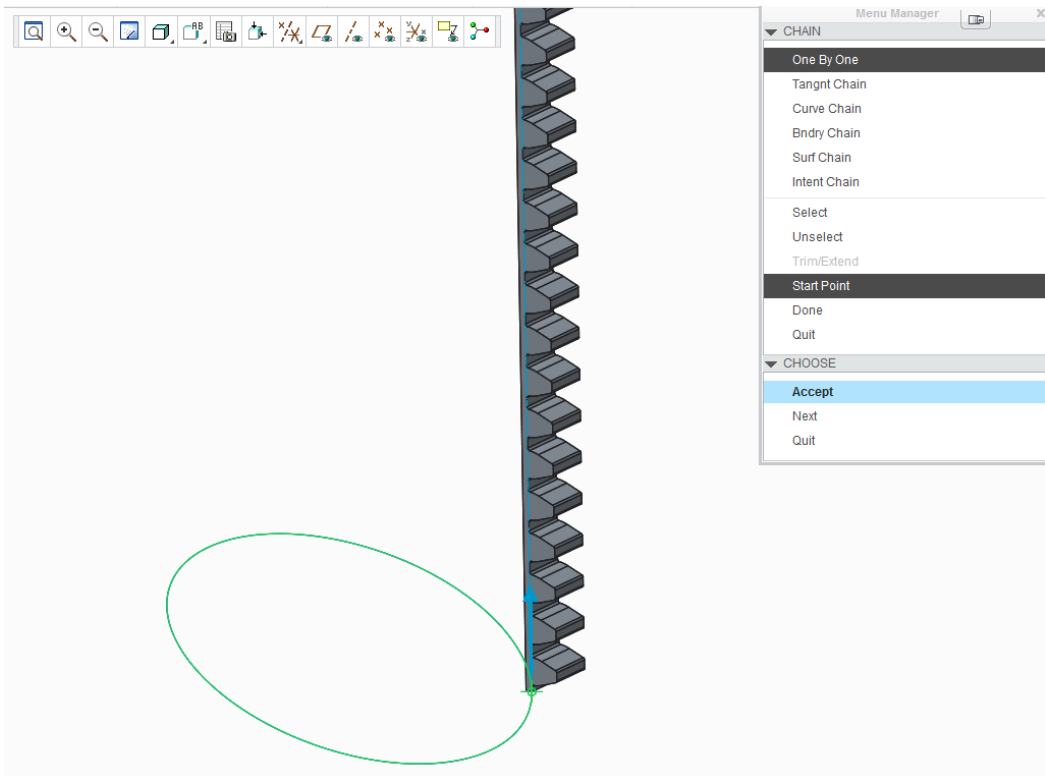 Menu Manager
CHAIN
One By One
Tangnt Chain
Curve Chain
Bndry Chain
Surf Chain
Intent Chain
Select
Unselect
Trim/Extend
Start Point
Done
Quit
CHOOSE
Accept
Next
Quit